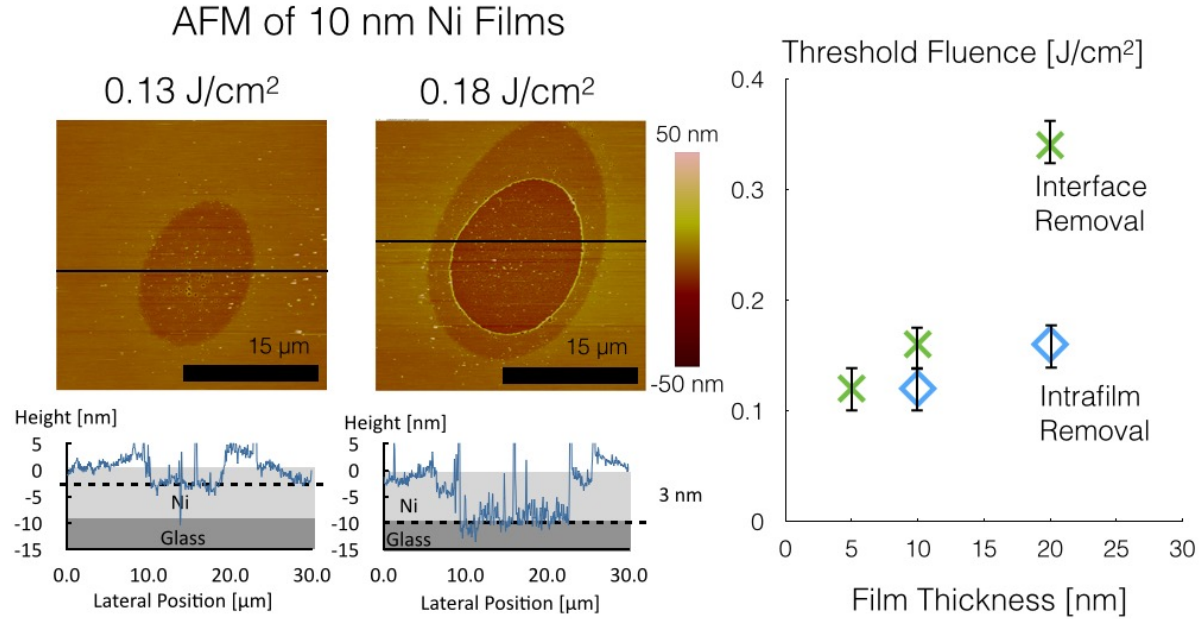 AFM of 10 nm Ni Films
0.13 J/cm²
0.18 J/cm²
50 nm
-50 nm
15 µm
15 µm
Height [nm]
5
0
-5
-10
-15
Ni
Glass
0.0 10.0 20.0 30.0
Lateral Position [µm]
Height [nm]
5
0
-5
-10
-15
Ni
Glass
3 nm
0.0 10.0 20.0 30.0
Lateral Position [µm]
Threshold Fluence [J/cm²]
0.4
0.3
0.2
0.1
0
Interface
Removal
Intrafilm
Removal
0 5 10 15 20 30
Film Thickness [nm]